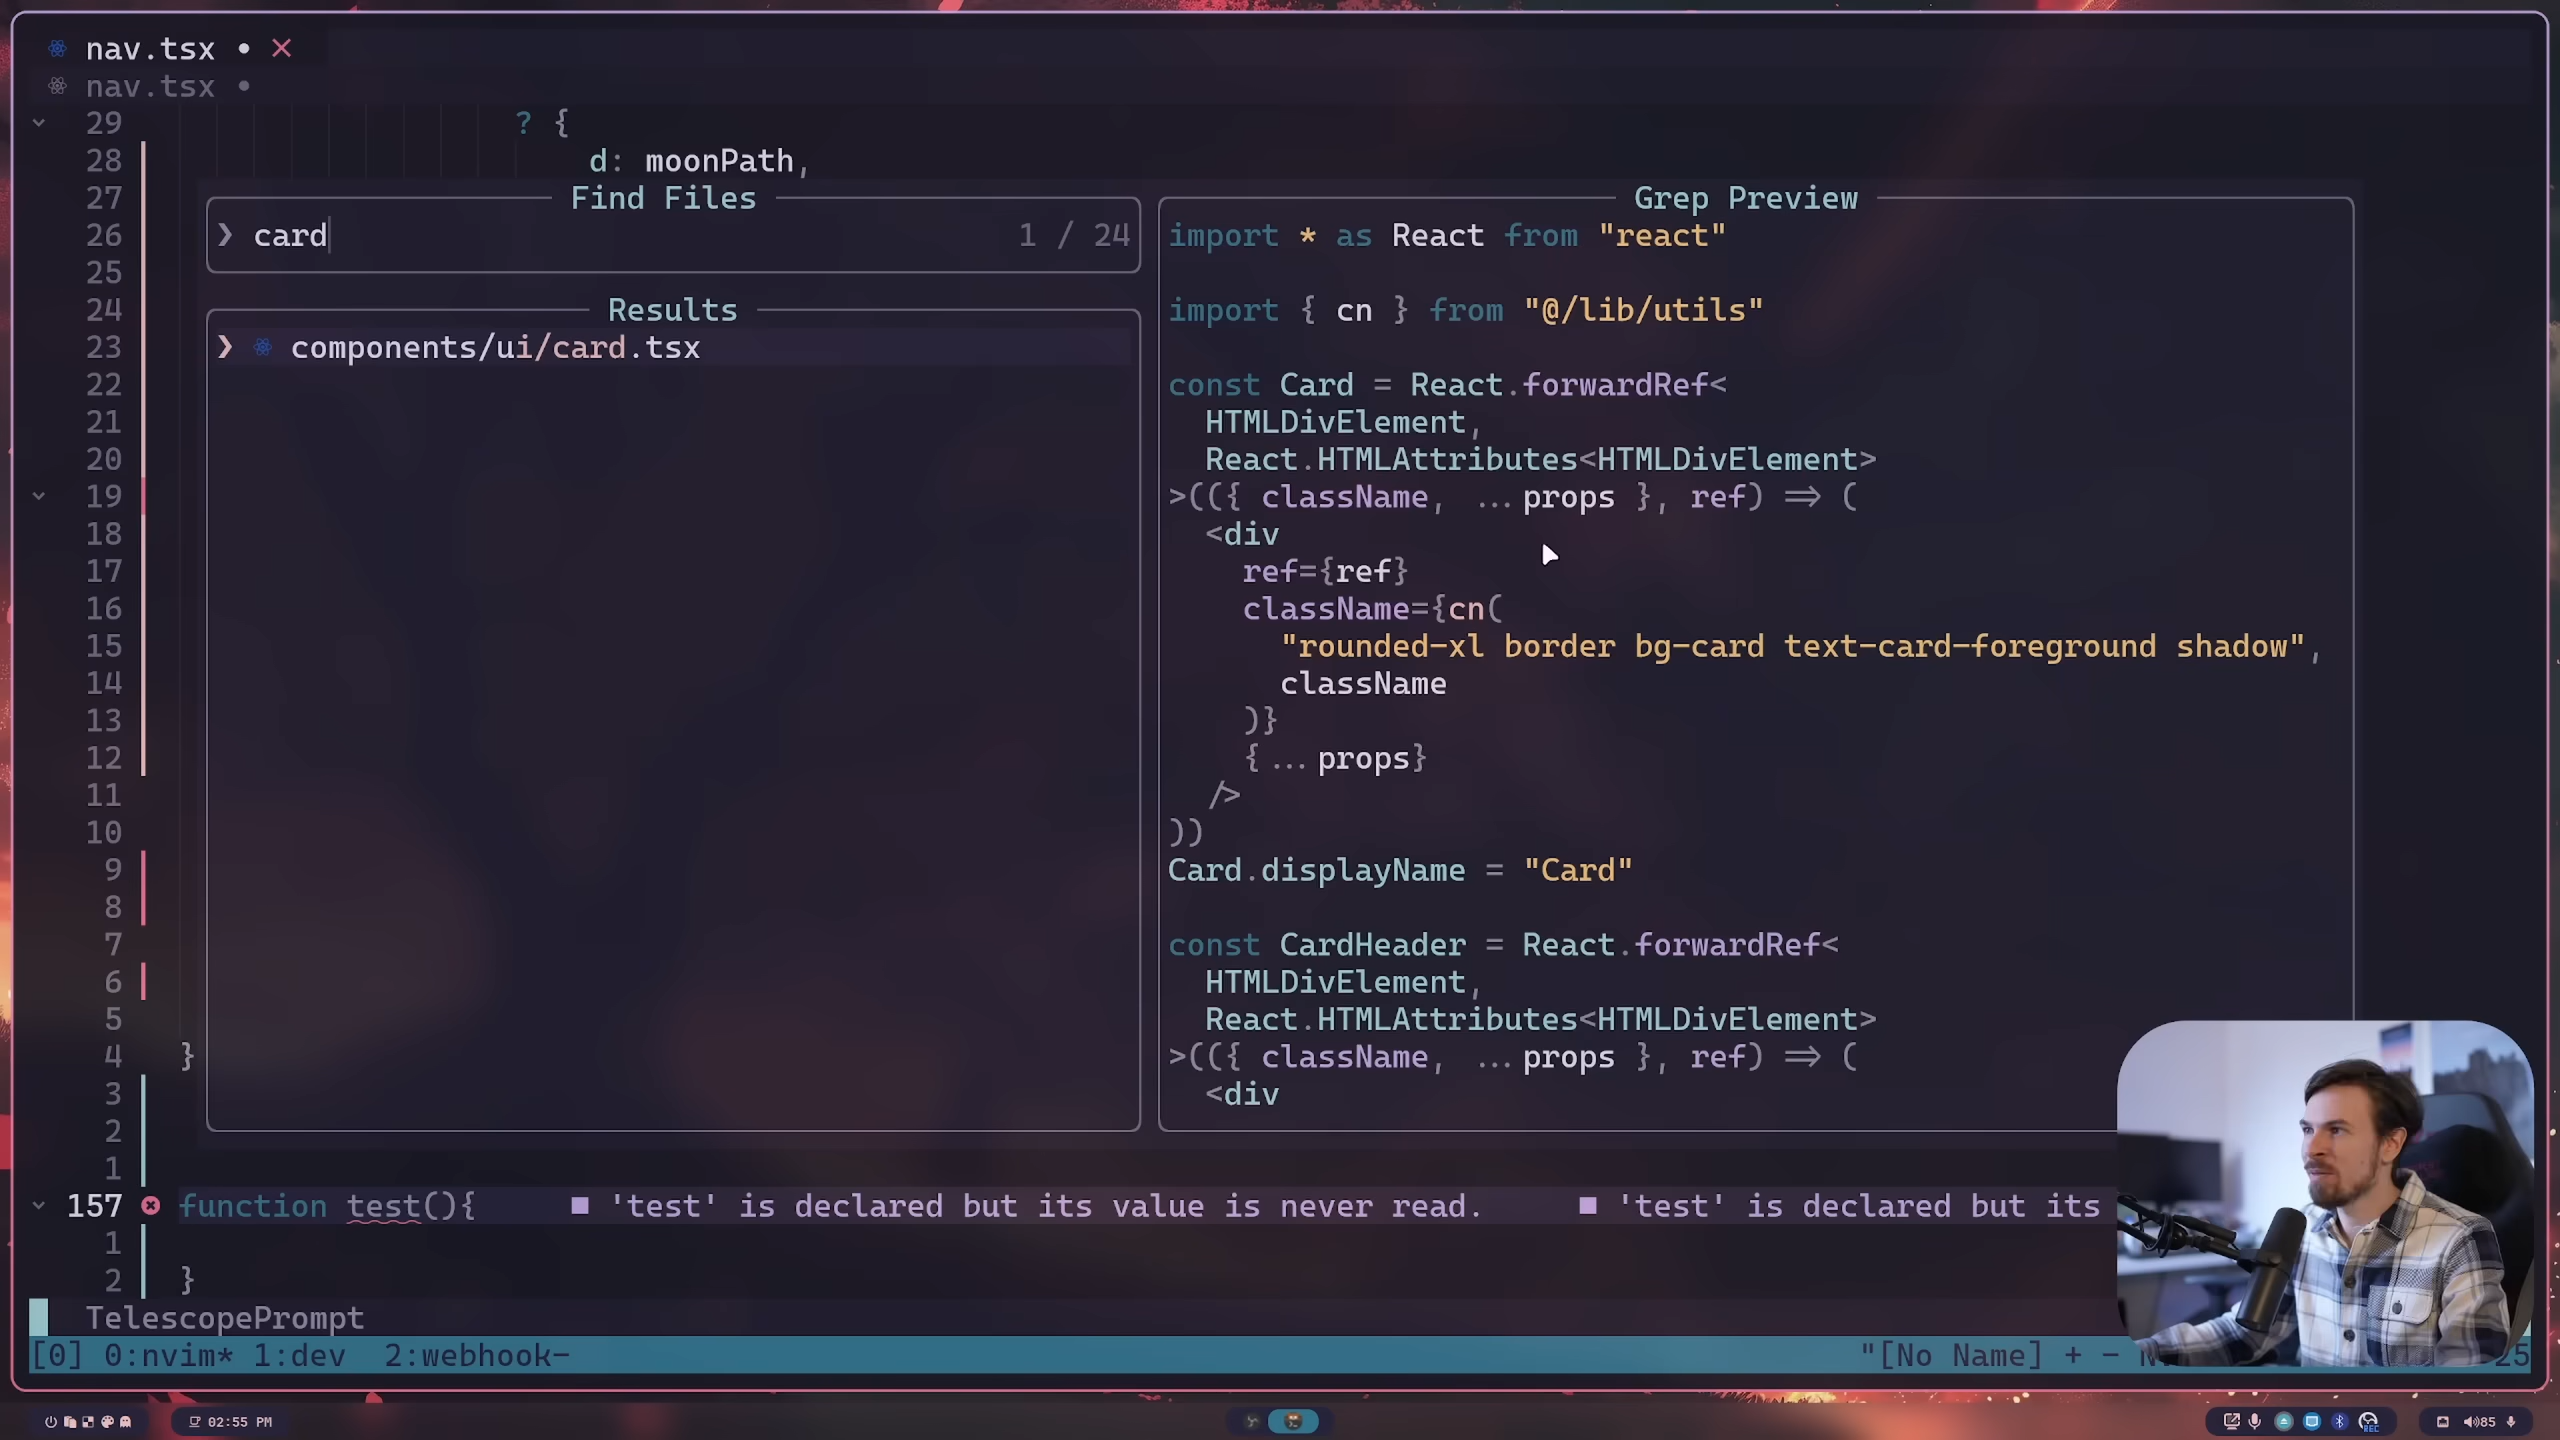 nav.tsx • ×
nav.tsx •
29 ? {
28 d: moonPath,
27
26
25
24
23
22
21
20
19
18
17
16
15
14
13
12
11
10
9
8
7
6
5
4 }
3
2
1
157 function test(){ ■ 'test' is declared but its value is never read. ■ 'test' is declared but its
1
2 }
Find Files
❯ card 1 / 24
Results
❯ components/ui/card.tsx
Grep Preview
import * as React from "react"
import { cn } from "@/lib/utils"
const Card = React.forwardRef<
HTMLDivElement,
React.HTMLAttributes<HTMLDivElement>
>(({ className, ...props }, ref) => (
<div
ref={ref}
className={cn(
"rounded-xl border bg-card text-card-foreground shadow",
className
)}
{...props}
/>
))
Card.displayName = "Card"
const CardHeader = React.forwardRef<
HTMLDivElement,
React.HTMLAttributes<HTMLDivElement>
>(({ className, ...props }, ref) => (
<div
TelescopePrompt
[0] 0:nvim* 1:dev 2:webhook- "[No Name] + - 25
02:55 PM
REC
85